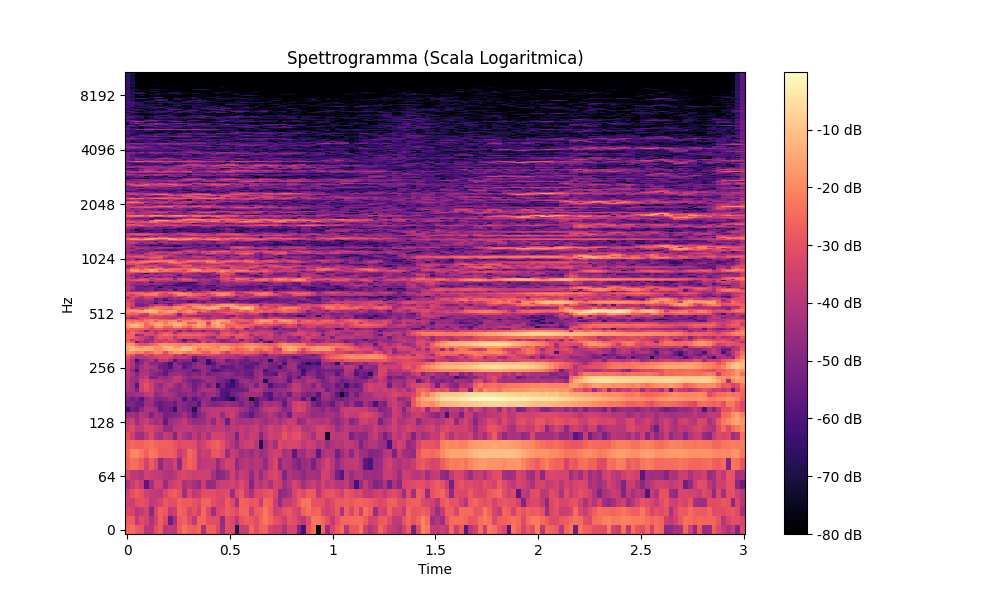 Spettrogramma (Scala Logaritmica)
8192
4096
2048
1024
512
256
128
64
0
Hz
0
0.5
1
1.5
2
2.5
3
Time
-10 dB
-20 dB
-30 dB
-40 dB
-50 dB
-60 dB
-70 dB
-80 dB